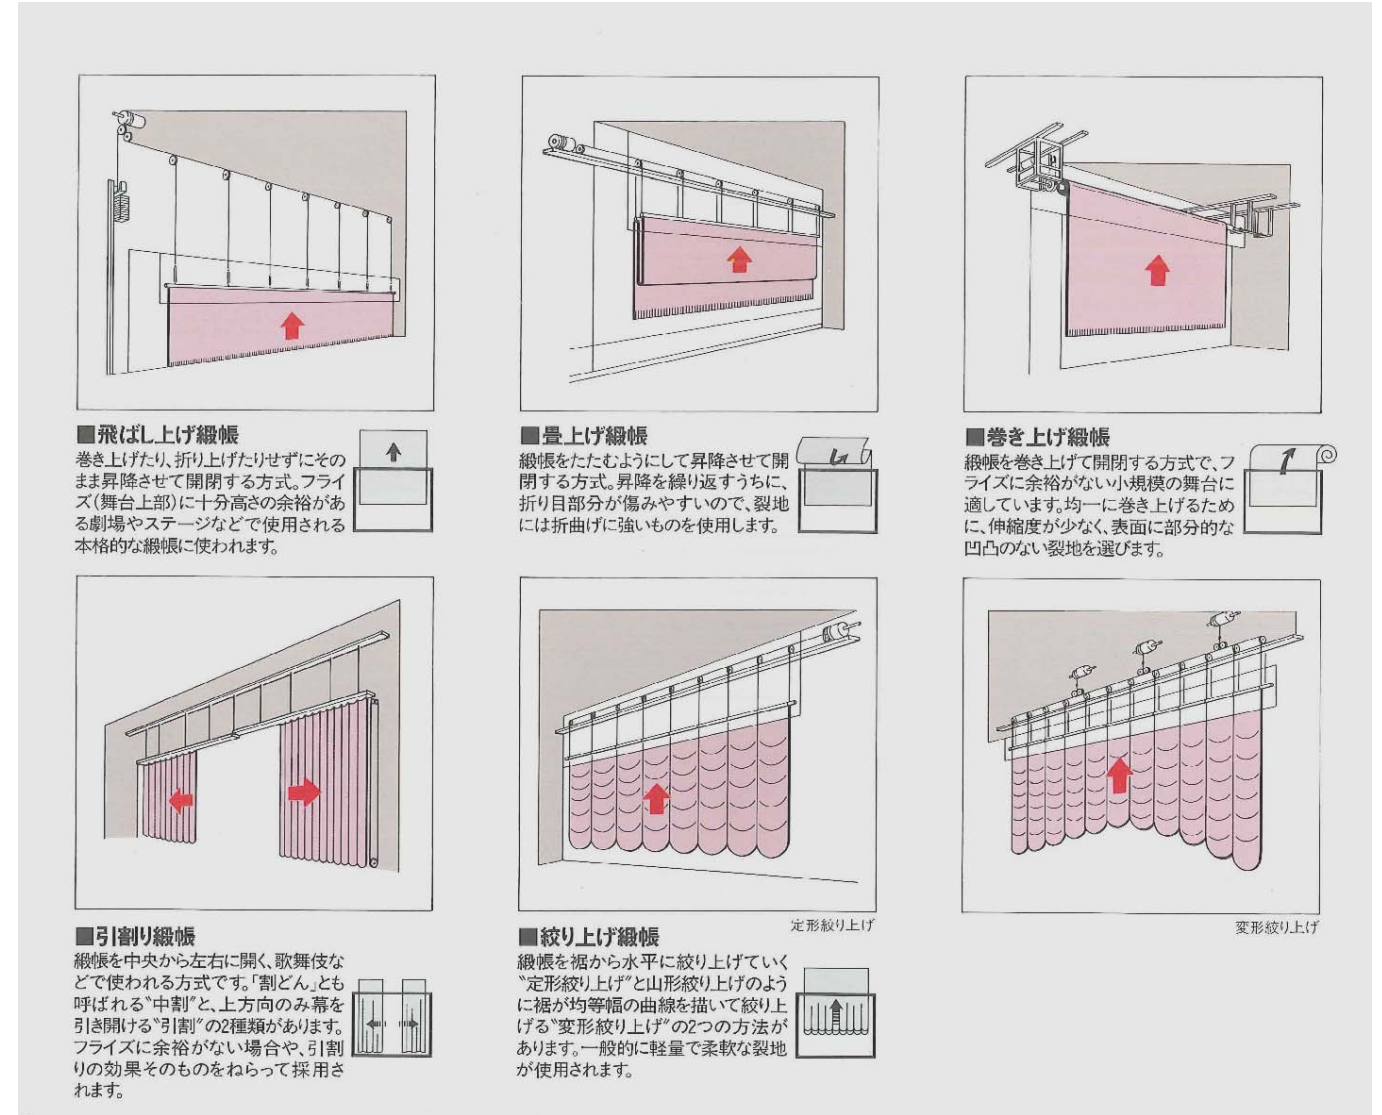 ■飛ばし上げ緞帳
巻き上げたり、折り上げたりせずにその
まま昇降させて開閉する方式。フライ
ズ(舞台上部)に十分高さの余裕があ
る劇場やステージなどで使用される
本格的な緞帳に使われます。
■畳上げ緞帳
緞帳をたたむようにして昇降させて開
閉する方式。昇降を繰り返すうちに、
折り目部分が傷みやすいので、裂地
には折曲げに強いものを使用します。
■巻き上げ緞帳
緞帳を巻き上げて開閉する方式で、フ
ライズに余裕がない小規模の舞台に
適しています。均一に巻き上げるため
に、伸縮度が少なく、表面に部分的な
凹凸のない裂地を選びます。
■引割り緞帳
緞帳を中央から左右に開く、歌舞伎な
どで使われる方式です。「割どん」とも
呼ばれる〝中割〟と、上方向のみ幕を
引き開ける〝引割〟の2種類があります。
フライズに余裕がない場合や、引割
りの効果そのものをねらって採用さ
れます。
定形絞り上げ
■絞り上げ緞帳
緞帳を裾から水平に絞り上げていく
〝定形絞り上げ〟と山形絞り上げのよう
に裾が均等幅の曲線を描いて絞り上
げる〝変形絞り上げ〟の2つの方法が
あります。一般的に軽量で柔軟な裂地
が使用されます。
変形絞り上げ